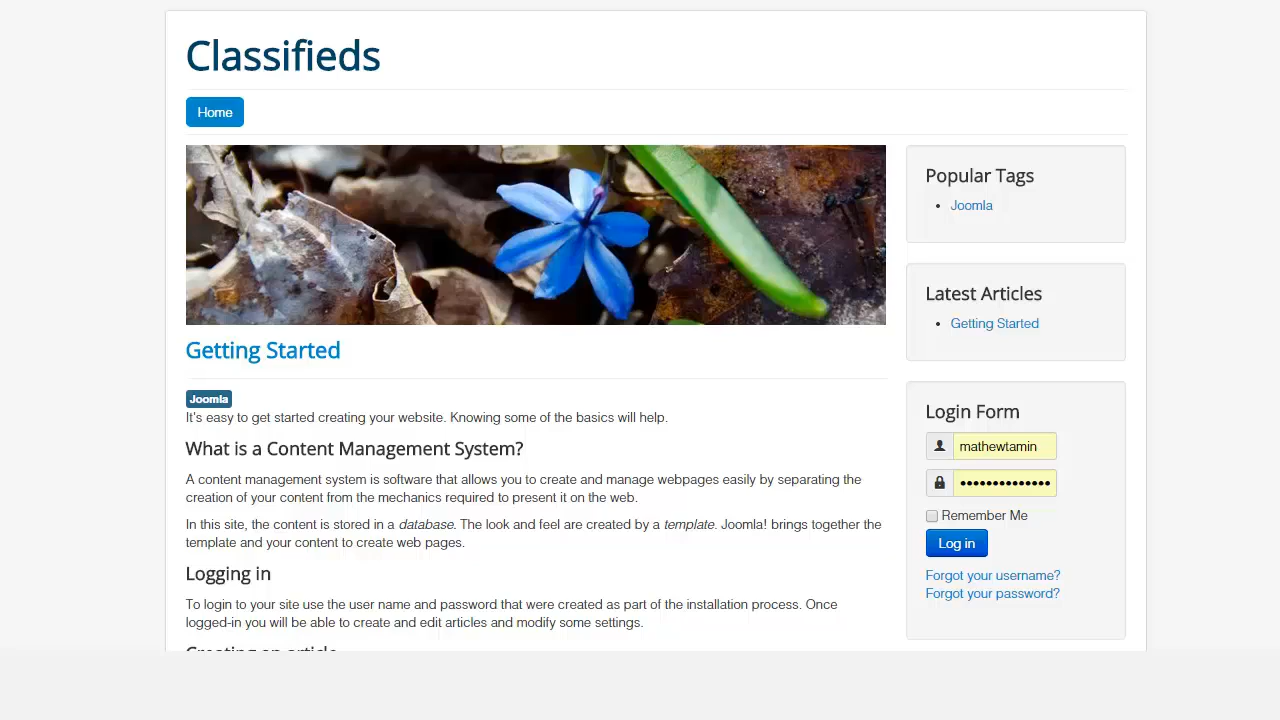 Classifieds
Home
Getting Started
Joomla
It's easy to get started creating your website. Knowing some of the basics will help.
What is a Content Management System?
A content management system is software that allows you to create and manage webpages easily by separating the
creation of your content from the mechanics required to present it on the web.
In this site, the content is stored in a database. The look and feel are created by a template. Joomla! brings together the
template and your content to create web pages.
Logging in
To login to your site use the user name and password that were created as part of the installation process. Once
logged-in you will be able to create and edit articles and modify some settings.
Creating an article
Popular Tags
Joomla
Latest Articles
Getting Started
Login Form
mathewtamin
••••••••••••••
Remember Me
Log in
Forgot your username?
Forgot your password?